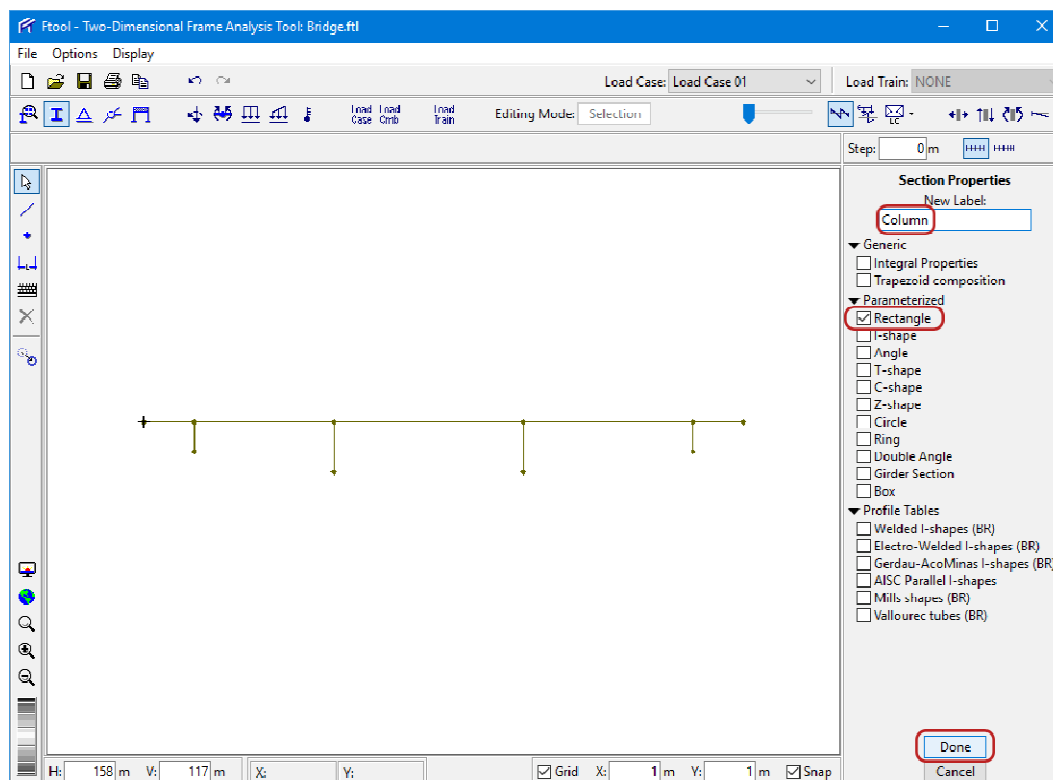 Ftool - Two-Dimensional Frame Analysis Tool: Bridge.ftl
File Options Display
Load Case: Load Case 01 Load Train: NONE
Load Case Load Cmb Load Train Editing Mode: Selection LC
Step: 0 m
Section Properties
New Label:
Column
Generic
Integral Properties
Trapezoid composition
Parameterized
Rectangle
I-shape
Angle
T-shape
C-shape
Z-shape
Circle
Ring
Double Angle
Girder Section
Box
Profile Tables
Welded I-shapes (BR)
Electro-Welded I-shapes (BR)
Gerdau-AcoMinas I-shapes (BR)
AISC Parallel I-shapes
Mills shapes (BR)
Vallourec tubes (BR)
Done
Cancel
H: 158 m V: 117 m X: Y: Grid X: 1 m Y: 1 m Snap